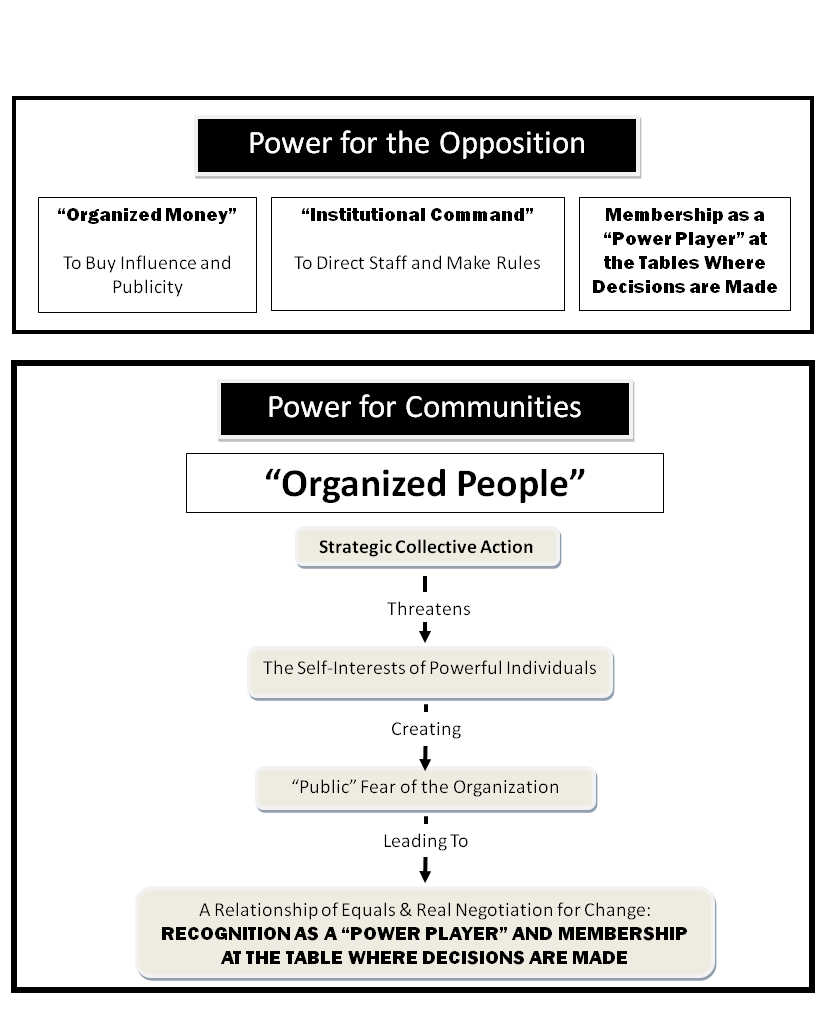 Power for the Opposition
“Organized Money”
To Buy Influence and
Publicity
“Institutional Command”
To Direct Staff and Make Rules
Membership as a
“Power Player” at
the Tables Where
Decisions are Made
Power for Communities
“Organized People”
Strategic Collective Action
Threatens
The Self-Interests of Powerful Individuals
Creating
“Public” Fear of the Organization
Leading To
A Relationship of Equals & Real Negotiation for Change:
RECOGNITION AS A “POWER PLAYER” AND MEMBERSHIP
AT THE TABLE WHERE DECISIONS ARE MADE